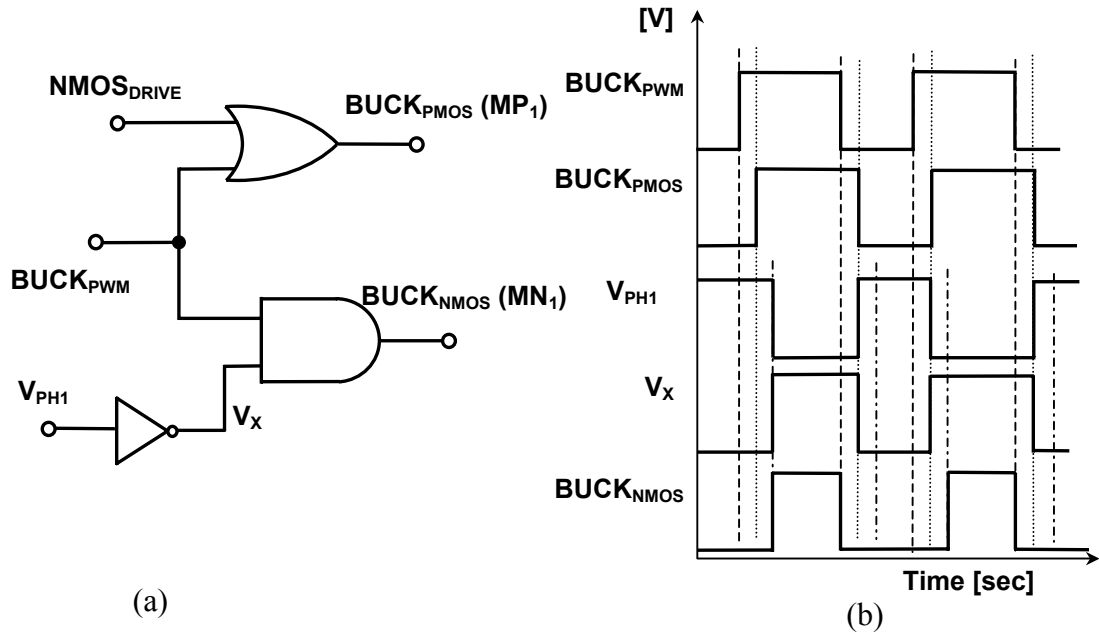 NMOS_DRIVE
BUCK_PMOS (MP_1)
BUCK_PWM
BUCK_NMOS (MN_1)
V_PH1
V_X
(a)
[V]
BUCK_PWM
BUCK_PMOS
V_PH1
V_X
BUCK_NMOS
Time [sec]
(b)